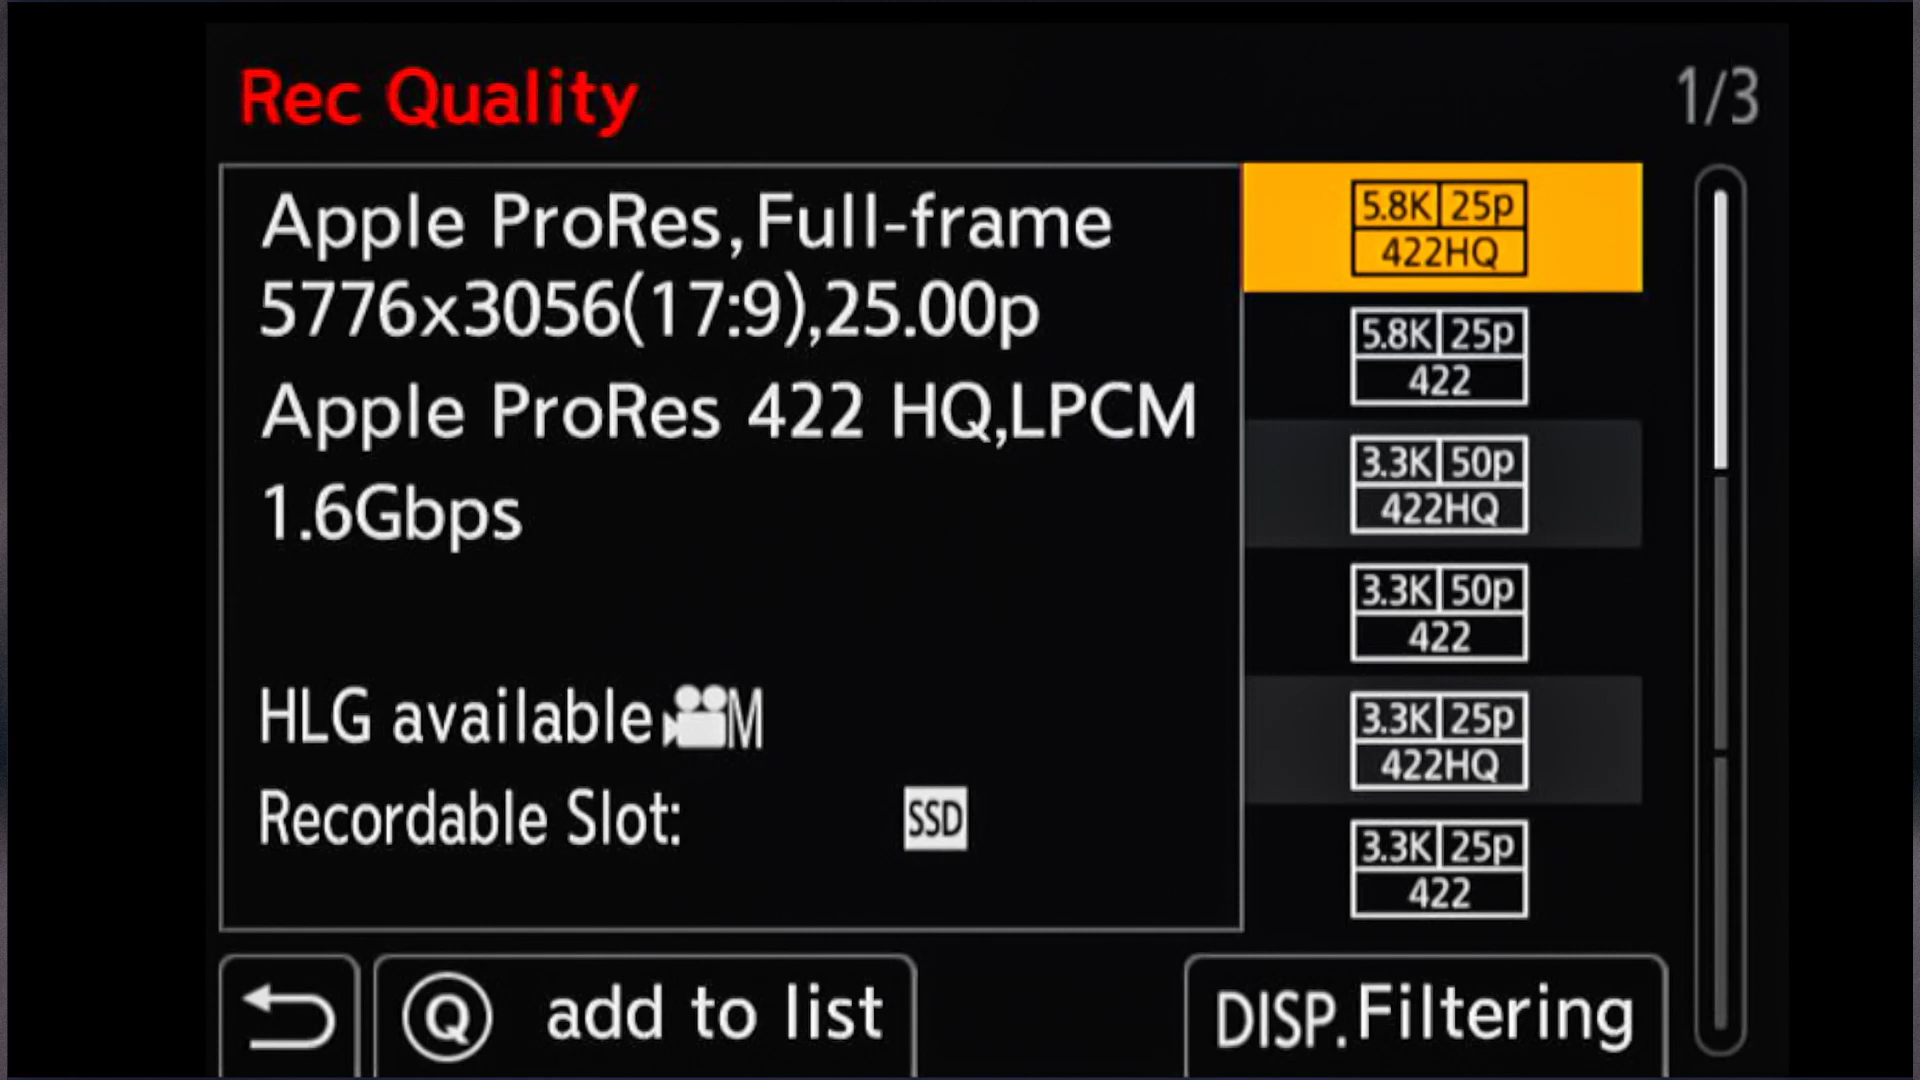 Rec Quality
1/3
Apple ProRes,Full-frame
5776x3056(17:9),25.00p
Apple ProRes 422 HQ,LPCM
1.6Gbps
HLG available M
Recordable Slot: SSD
5.8K 25p
422HQ
5.8K 25p
422
3.3K 50p
422HQ
3.3K 50p
422
3.3K 25p
422HQ
3.3K 25p
422
Q add to list
DISP. Filtering